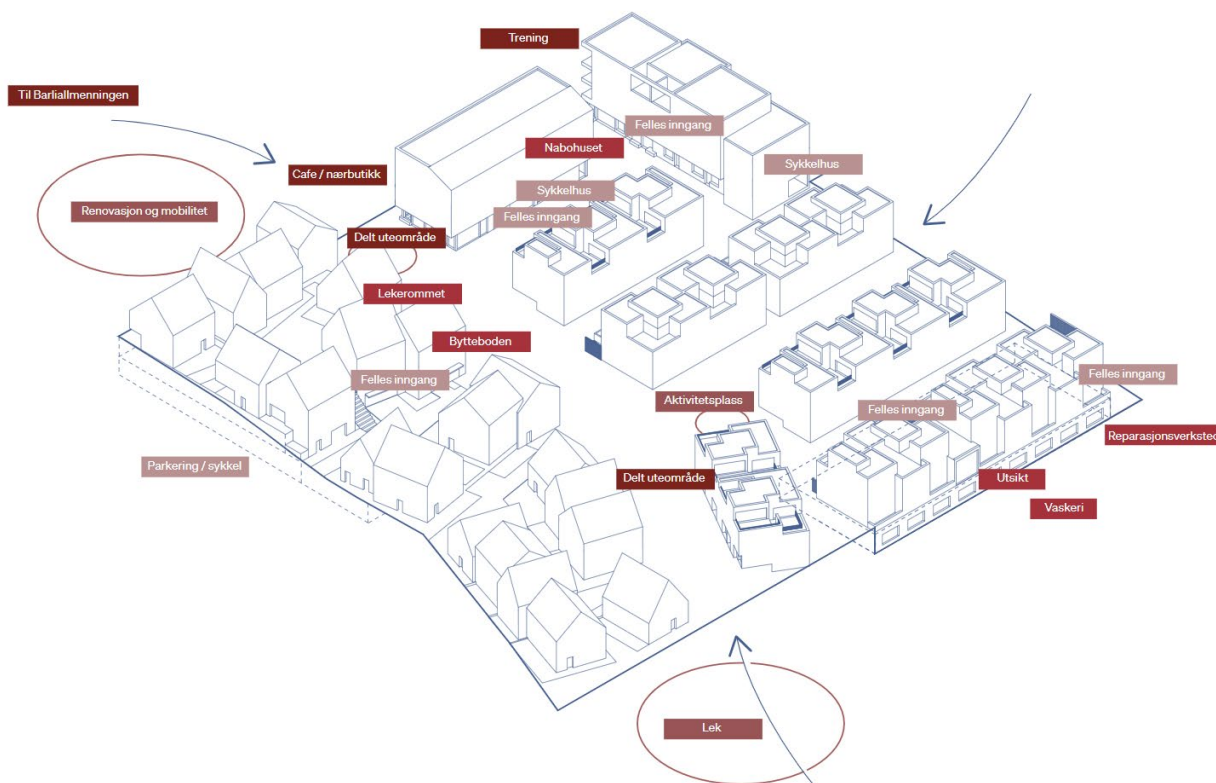 Trening
Til Barliallmenningen
Felles inngang
Nabohuset
Cafe / nærbutikk
Sykkelhus
Sykkelhus
Renovasjon og mobilitet
Felles inngang
Delt uteområde
Lekerommet
Bytteboden
Felles inngang
Felles inngang
Aktivitetsplass
Felles inngang
Reparasjonsverksted
Parkering / sykkel
Delt uteområde
Utsikt
Vaskeri
Lek